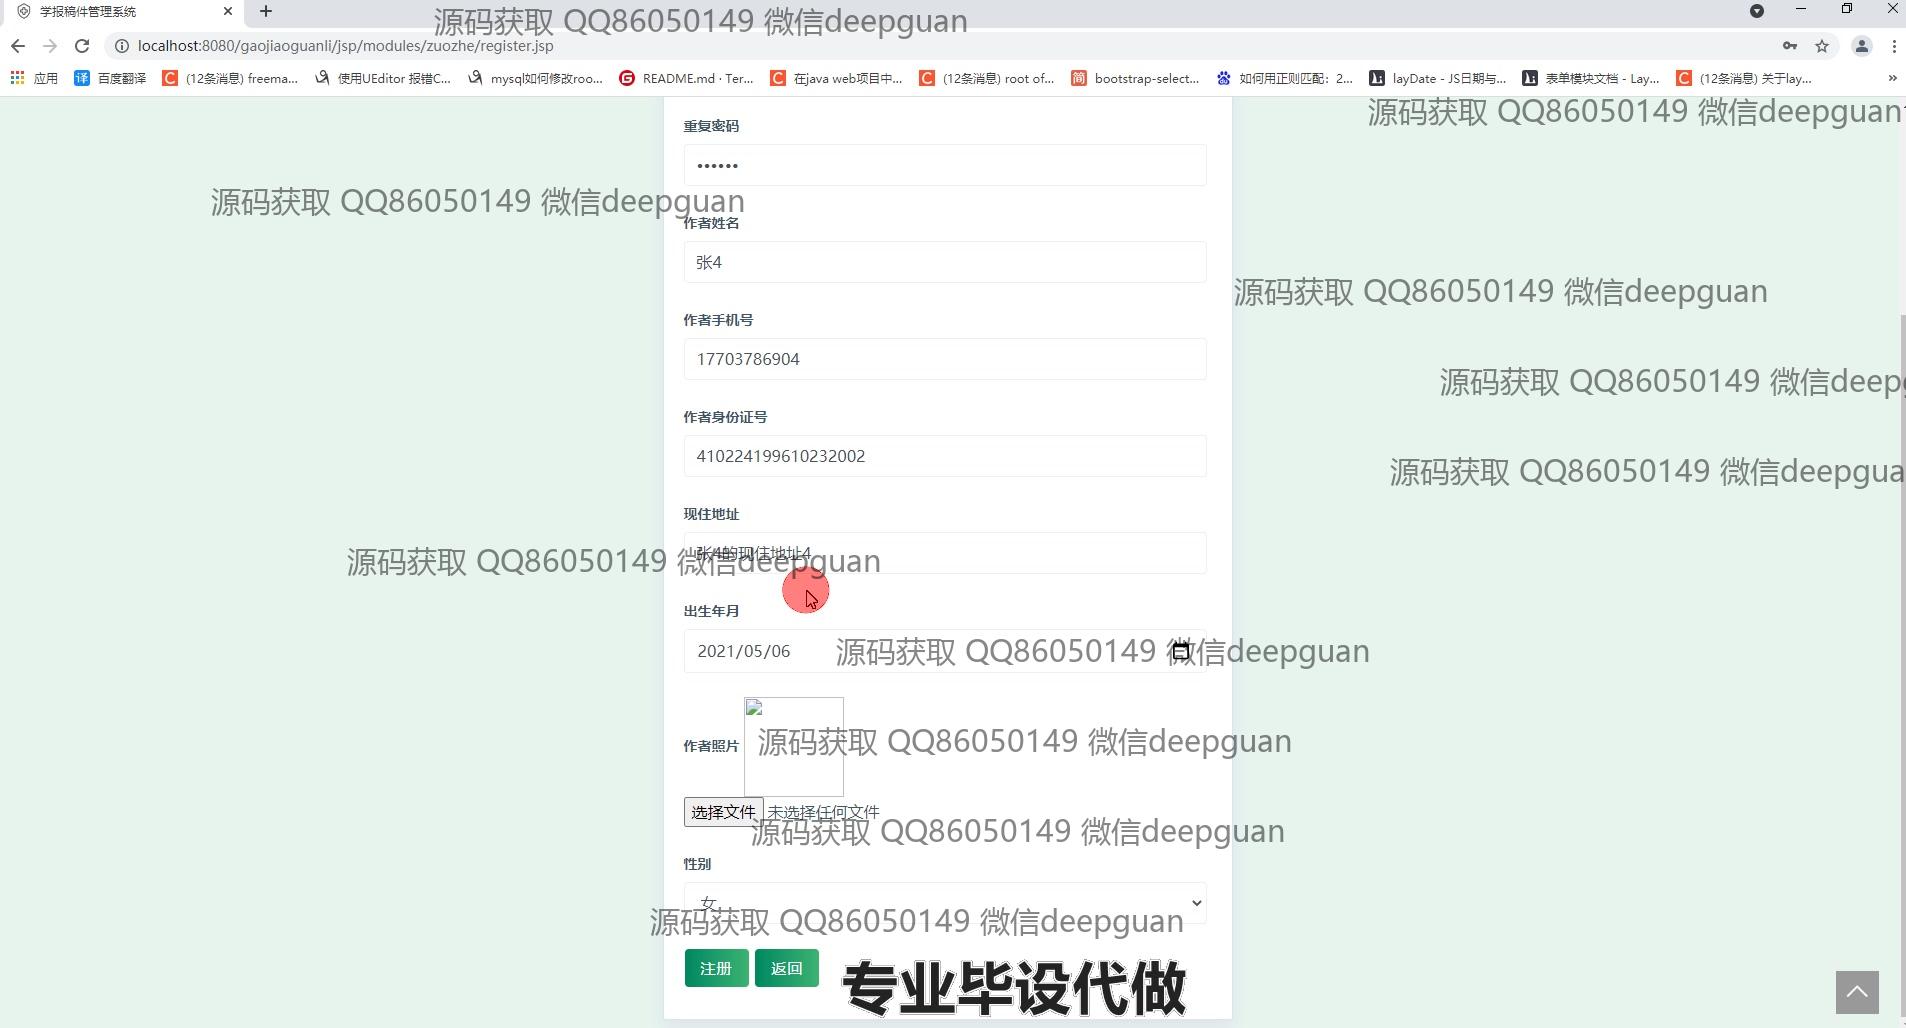 学报稿件管理系统
源码获取 QQ86050149 微信deepguan
localhost:8080/gaojiaoguanli/jsp/modules/zuozhe/register.jsp
应用
百度翻译
(12条消息) freema...
使用UEditor 报错C...
mysql如何修改roo...
README.md · Ter...
在java web项目中...
(12条消息) root of...
bootstrap-select...
如何用正则匹配：2...
layDate - JS日期与...
表单模块文档 - Lay...
(12条消息) 关于lay...
源码获取 QQ86050149 微信deepguan
重复密码
••••••
源码获取 QQ86050149 微信deepguan
作者姓名
张4
源码获取 QQ86050149 微信deepguan
作者手机号
17703786904
源码获取 QQ86050149 微信deep
作者身份证号
410224199610232002
源码获取 QQ86050149 微信deepgua
现住地址
张4的现住地址4
源码获取 QQ86050149 微信deepguan
出生年月
2021/05/06
源码获取 QQ86050149 微信deepguan
作者照片
源码获取 QQ86050149 微信deepguan
选择文件 未选择任何文件
源码获取 QQ86050149 微信deepguan
性别
女
源码获取 QQ86050149 微信deepguan
注册 返回
专业毕设代做